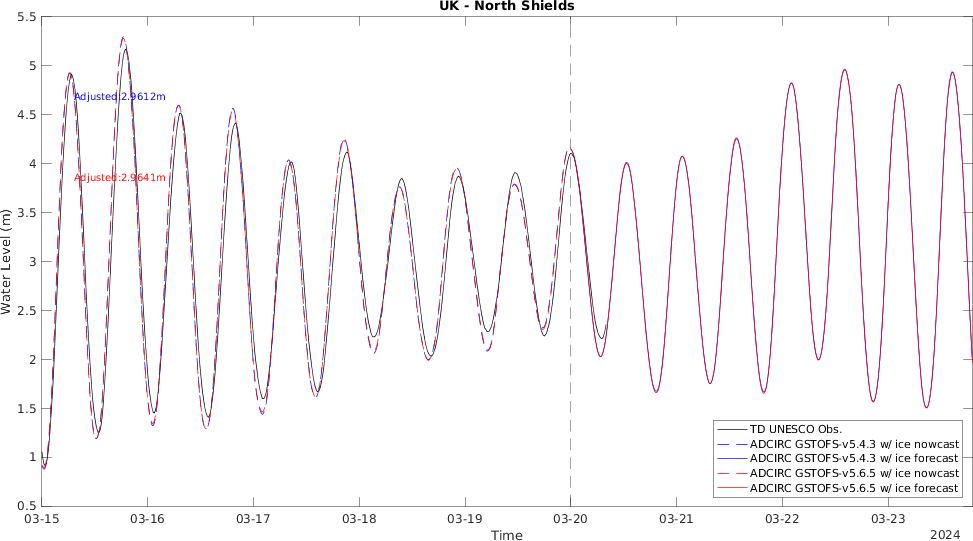 UK - North Shields
5.5
5
4.5
4
3.5
3
2.5
2
1.5
1
0.5
Water Level (m)
Adjusted:2.9612m
Adjusted:2.9641m
TD UNESCO Obs.
ADCIRC GSTOFS-v5.4.3 w/ ice nowcast
ADCIRC GSTOFS-v5.4.3 w/ ice forecast
ADCIRC GSTOFS-v5.6.5 w/ ice nowcast
ADCIRC GSTOFS-v5.6.5 w/ ice forecast
03-15 03-16 03-17 03-18 03-19 03-20 03-21 03-22 03-23
Time
2024